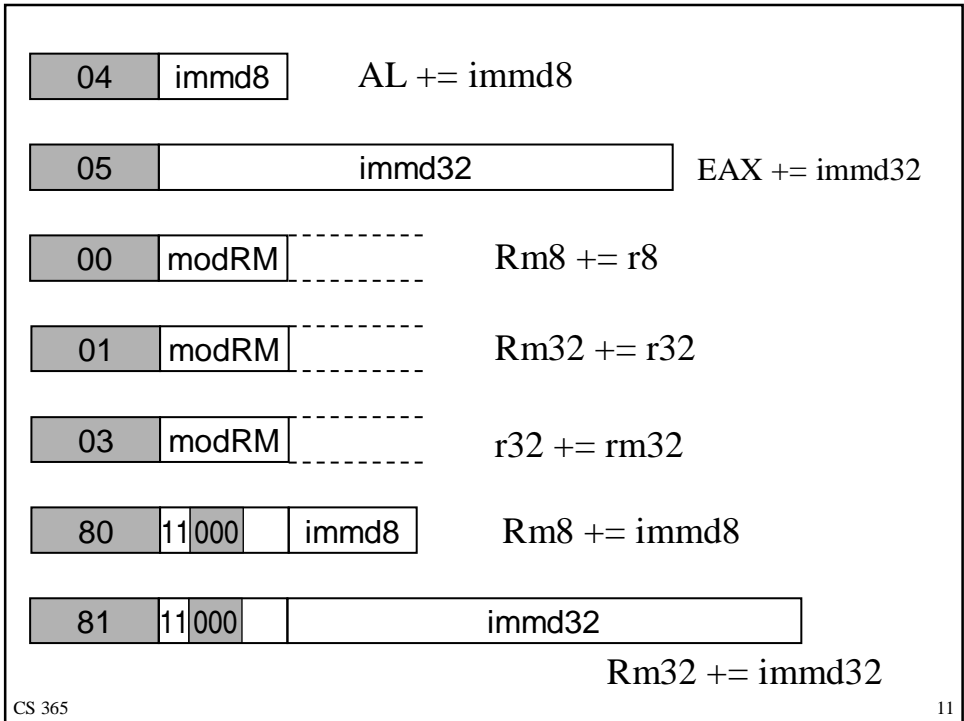 04 immd8 AL += immd8
05 immd32 EAX += immd32
00 modRM Rm8 += r8
01 modRM Rm32 += r32
03 modRM r32 += rm32
80 11 000 immd8 Rm8 += immd8
81 11 000 immd32
Rm32 += immd32
CS 365 11